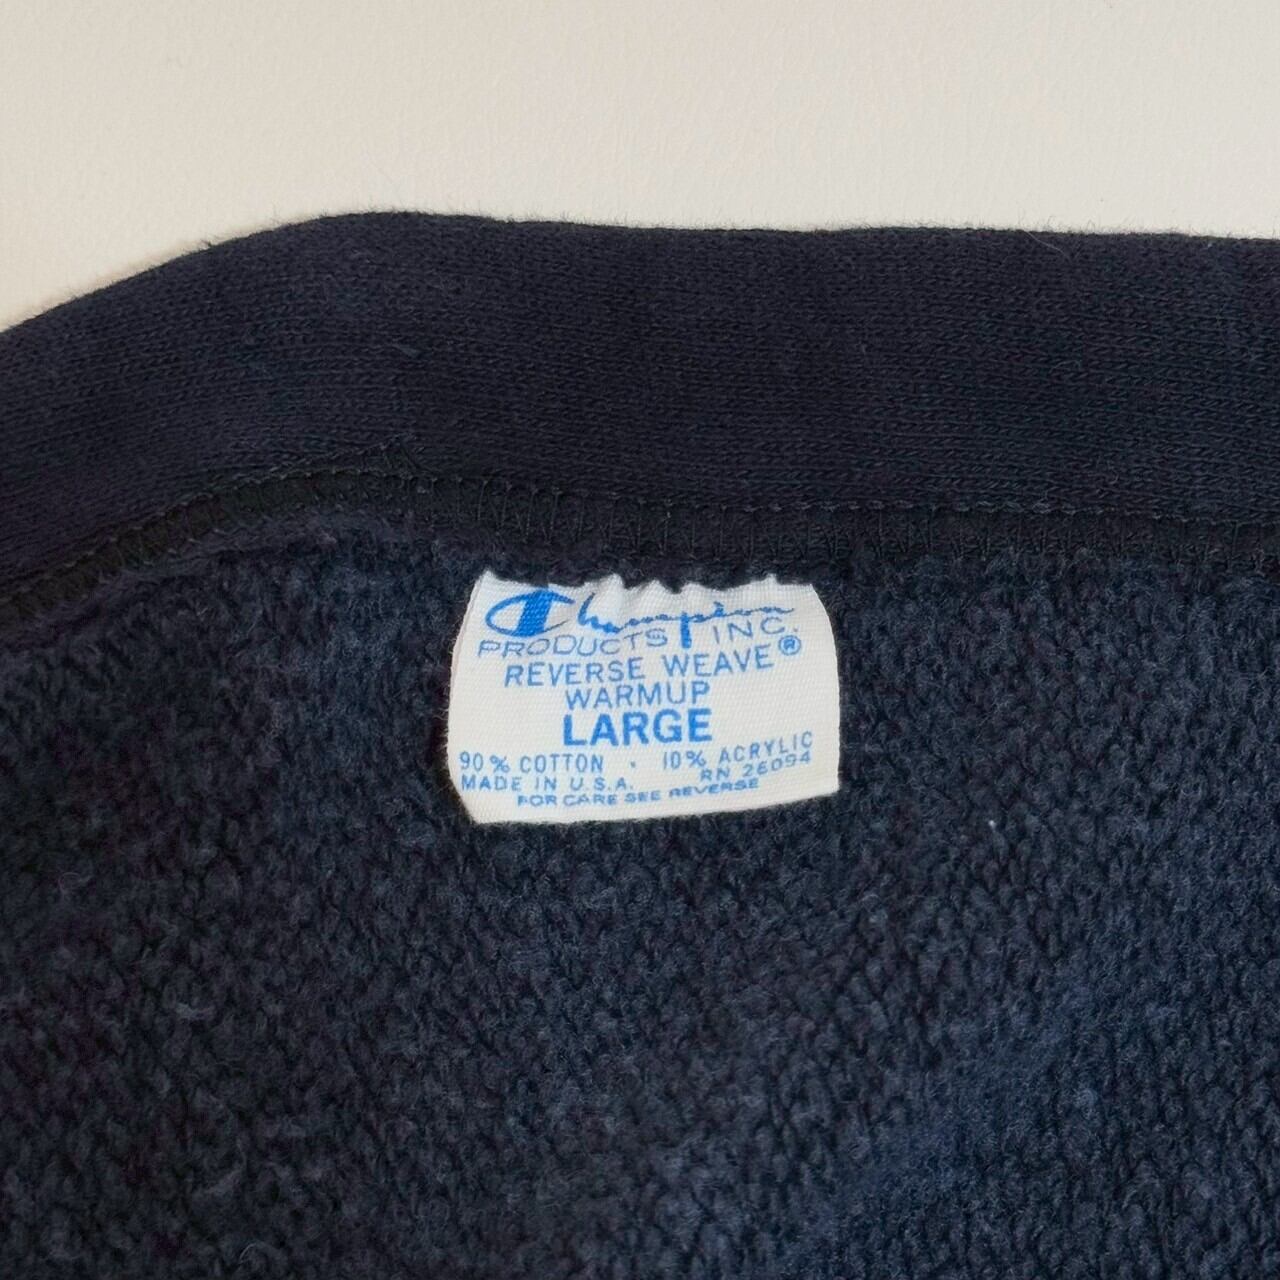 Champion
PRODUCTS INC.
REVERSE WEAVE®
WARMUP
LARGE
90% COTTON · 10% ACRYLIC
MADE IN U.S.A. RN 26094
FOR CARE SEE REVERSE